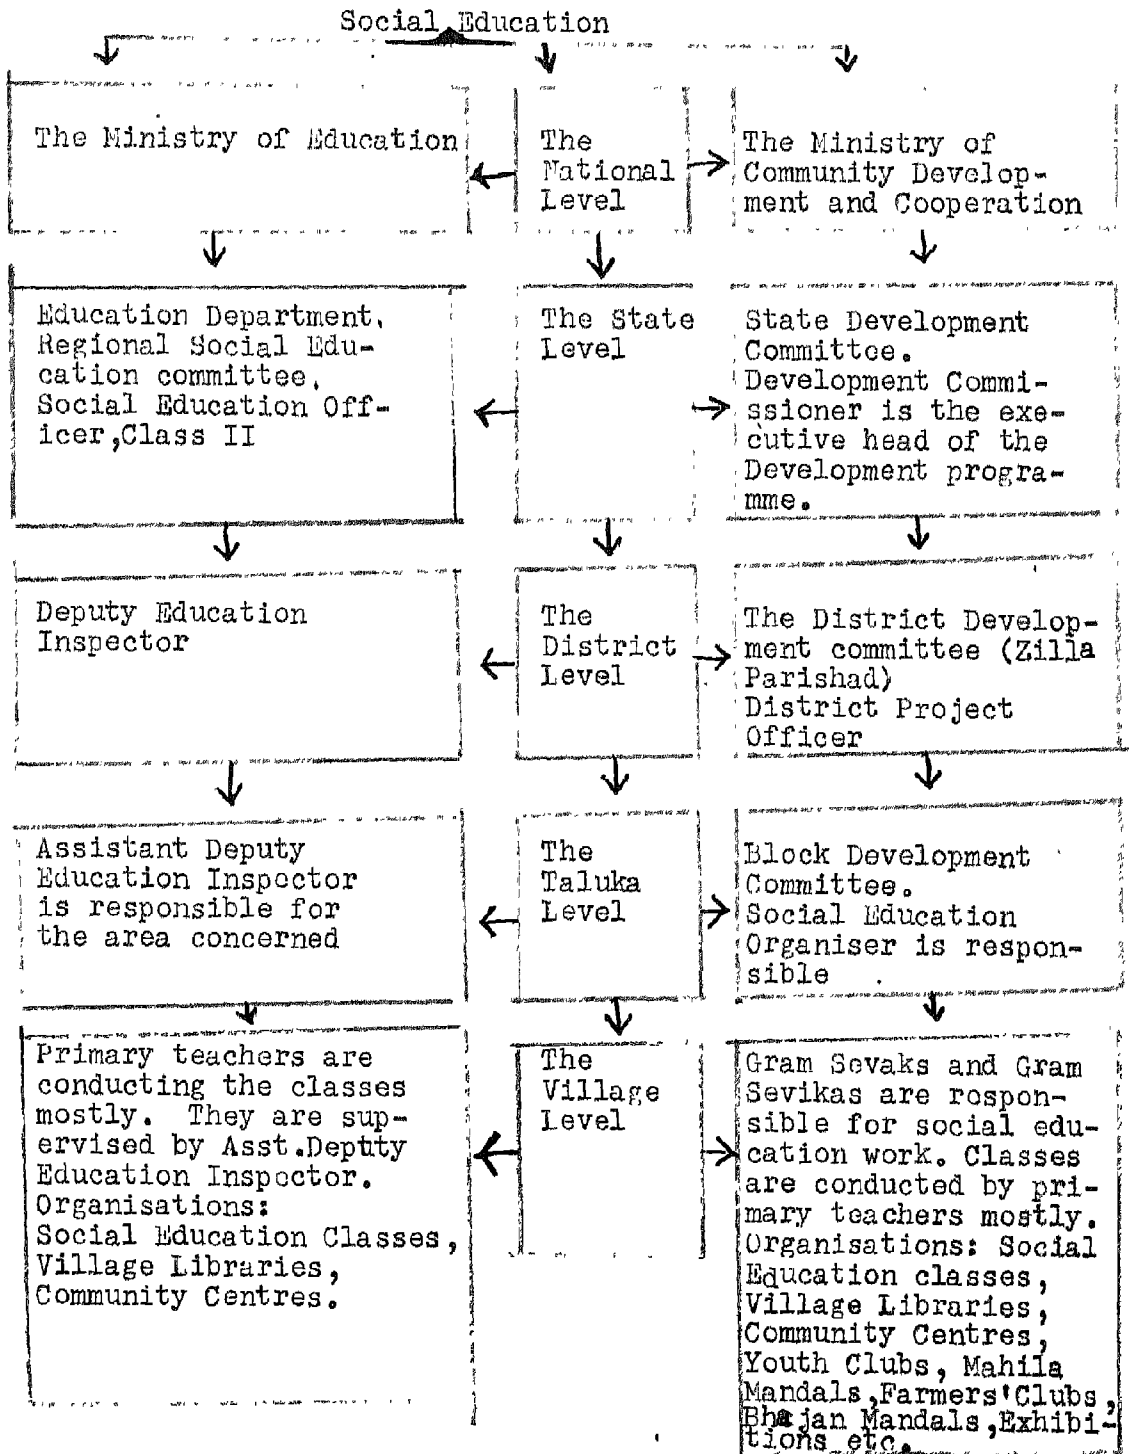 Social Education
The Ministry of Education
The
National
Level
The Ministry of
Community Develop-
ment and Cooperation
Education Department.
Regional Social Edu-
cation committee.
Social Education Off-
icer,Class II
The State
Level
State Development
Committee.
Development Commi-
ssioner is the exe-
cutive head of the
Development progra-
mme.
Deputy Education
Inspector
The
District
Level
The District Develop-
ment committee (Zilla
Parishad)
District Project
Officer
Assistant Deputy
Education Inspector
is responsible for
the area concerned
The
Taluka
Level
Block Development
Committee.
Social Education
Organiser is respon-
sible
Primary teachers are
conducting the classes
mostly. They are sup-
ervised by Asst.Deptuty
Education Inspector.
Organisations:
Social Education Classes,
Village Libraries,
Community Centres.
The
Village
Level
Gram Sevaks and Gram
Sevikas are respon-
sible for social edu-
cation work. Classes
are conducted by pri-
mary teachers mostly.
Organisations: Social
Education classes,
Village Libraries,
Community Centres,
Youth Clubs, Mahila
Mandals,Farmers'Clubs,
Bhajan Mandals,Exhibi-
tions etc.